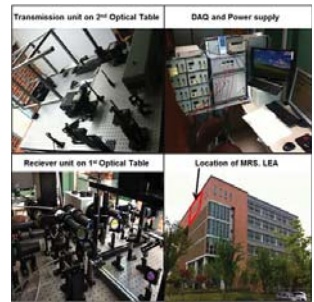 Transmission unit on 2nd Optical Table
DAQ and Power supply
Reciever unit on 1st Optical Table
Location of MRS. LEA